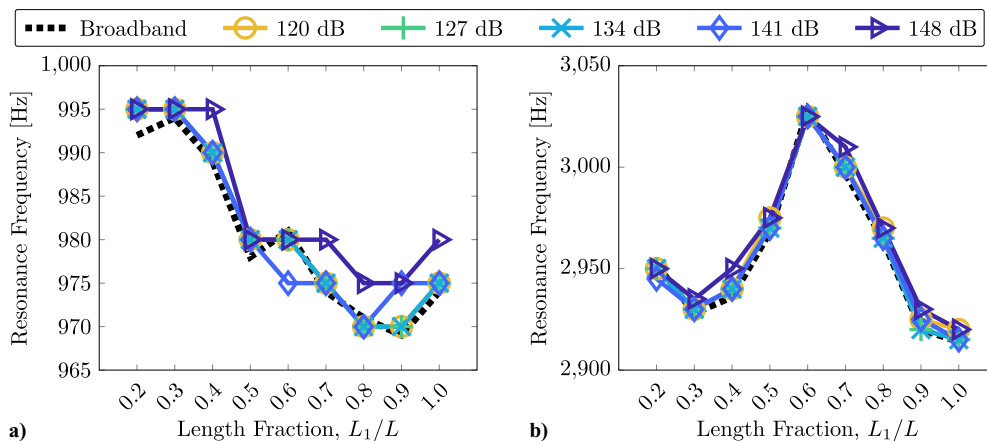 Broadband 120 dB 127 dB 134 dB 141 dB 148 dB
1,000
995
990
985
980
975
970
965
Resonance Frequency [Hz]
0.2 0.3 0.4 0.5 0.6 0.7 0.8 0.9 1.0
Length Fraction, L₁/L
a)
3,050
3,000
2,950
2,900
Resonance Frequency [Hz]
0.2 0.3 0.4 0.5 0.6 0.7 0.8 0.9 1.0
Length Fraction, L₁/L
b)